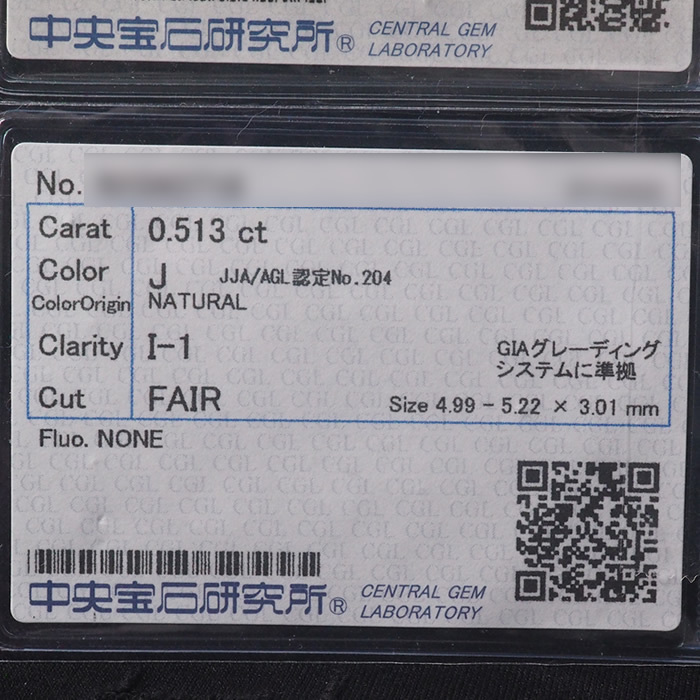 中央宝石研究所® CENTRAL GEM LABORATORY
No.
Carat 0.513 ct
Color J JJA/AGL認定No.204
ColorOrigin NATURAL
Clarity I-1
GIAグレーディング
システムに準拠
Cut FAIR Size 4.99 - 5.22 × 3.01 mm
Fluo. NONE
中央宝石研究所® CENTRAL GEM LABORATORY